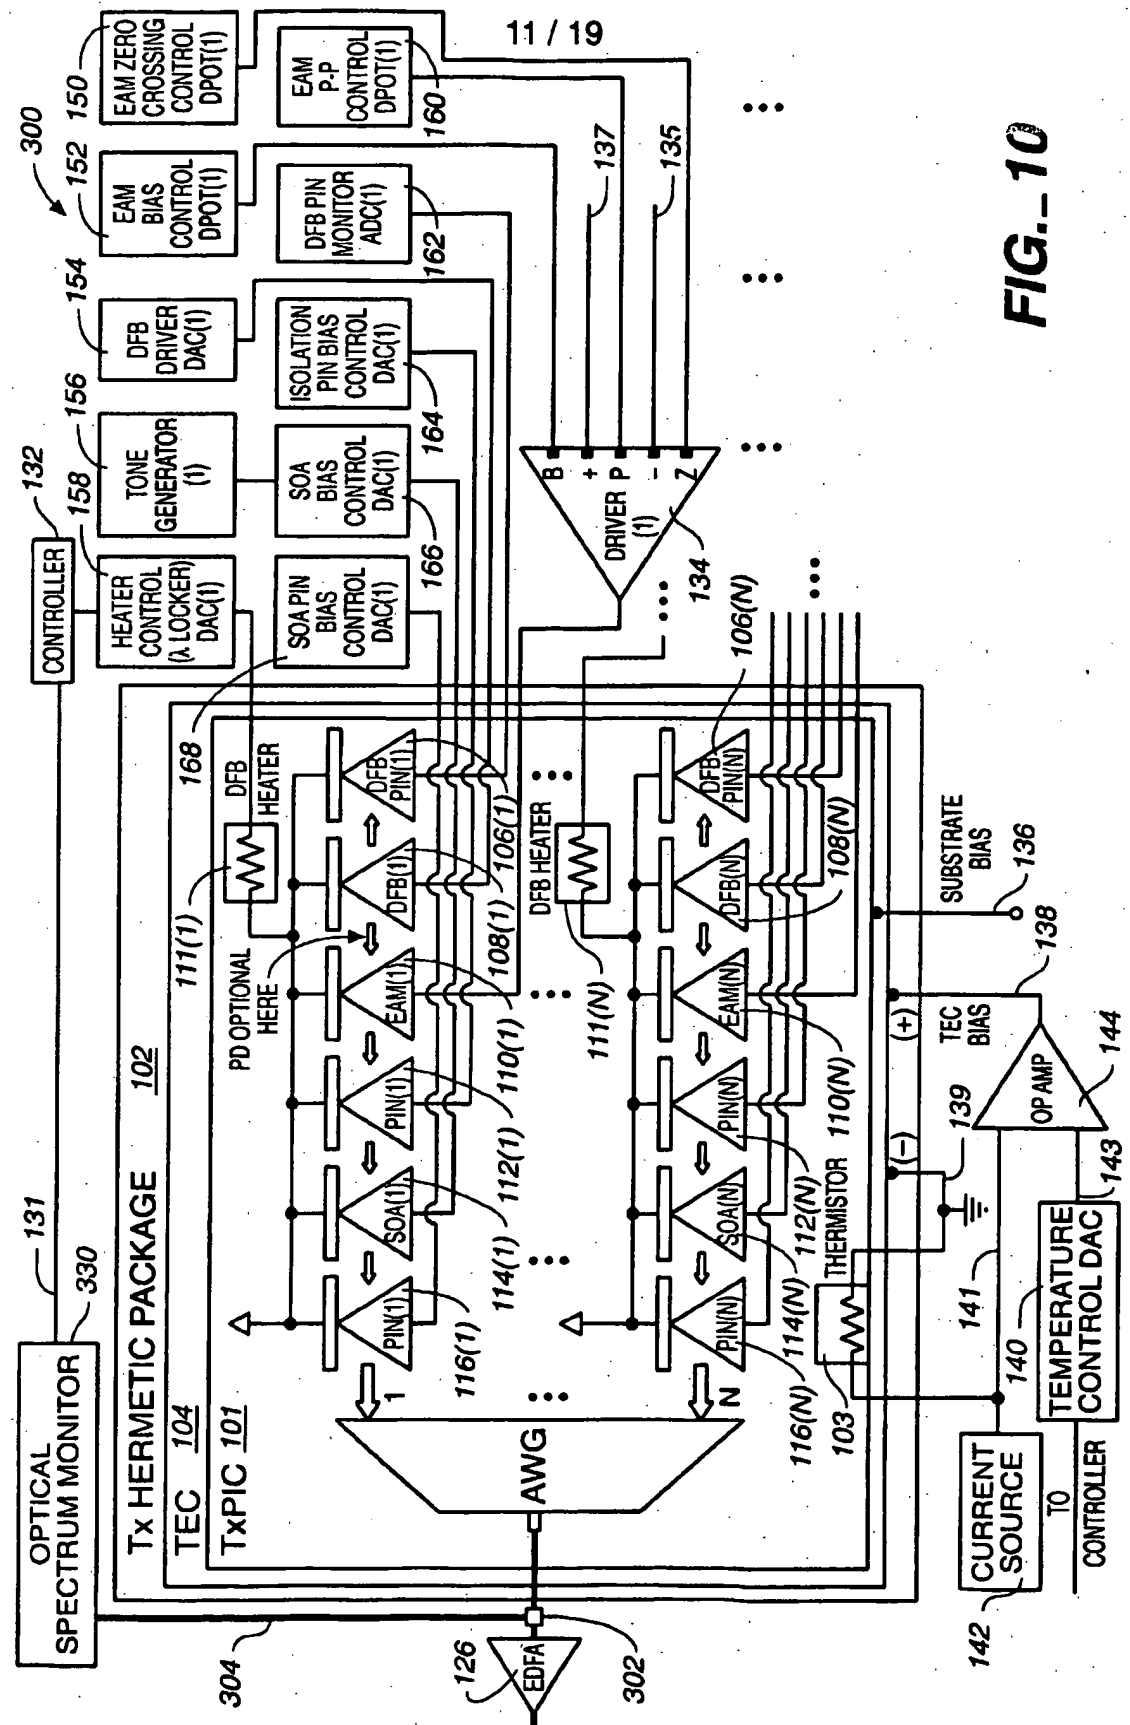 11 / 19
300
150
EAM ZERO
CROSSING
CONTROL
DPOT(1)
152
EAM
BIAS
CONTROL
DPOT(1)
154
DFB
DRIVER
DAC(1)
156
TONE
GENERATOR
(1)
158
HEATER
CONTROL
(λ LOCKER)
DAC(1)
132
CONTROLLER
131
330
OPTICAL
SPECTRUM MONITOR
EAM
P-P
CONTROL
DPOT(1)
160
DFB PIN
MONITOR
ADC(1)
162
ISOLATION
PIN BIAS
CONTROL
DAC(1)
164
SOA
BIAS
CONTROL
DAC(1)
166
SOA PIN
BIAS
CONTROL
DAC(1)
168
137
135
B
+
P
−
Z
DRIVER
(1)
134
Tx HERMETIC PACKAGE 102
TEC 104
TxPIC 101
111(1)
DFB
HEATER
PD OPTIONAL
HERE
PIN(1)
SOA(1)
PIN(1)
EAM(1)
DFB(1)
DFB
PIN(1)
116(1)
114(1)
112(1)
110(1)
108(1)
106(1)
1
DFB HEATER
111(N)
PIN(N)
SOA(N)
PIN(N)
EAM(N)
DFB(N)
DFB
PIN(N)
116(N)
114(N)
112(N)
110(N)
108(N)
106(N)
N
AWG
304
126
EDFA
302
103
THERMISTOR
(−)
139
(+)
TEC
BIAS
138
SUBSTRATE
BIAS
136
OP AMP
144
141
143
140
TEMPERATURE
CONTROL DAC
CURRENT
SOURCE
142
TO
CONTROLLER
FIG._10